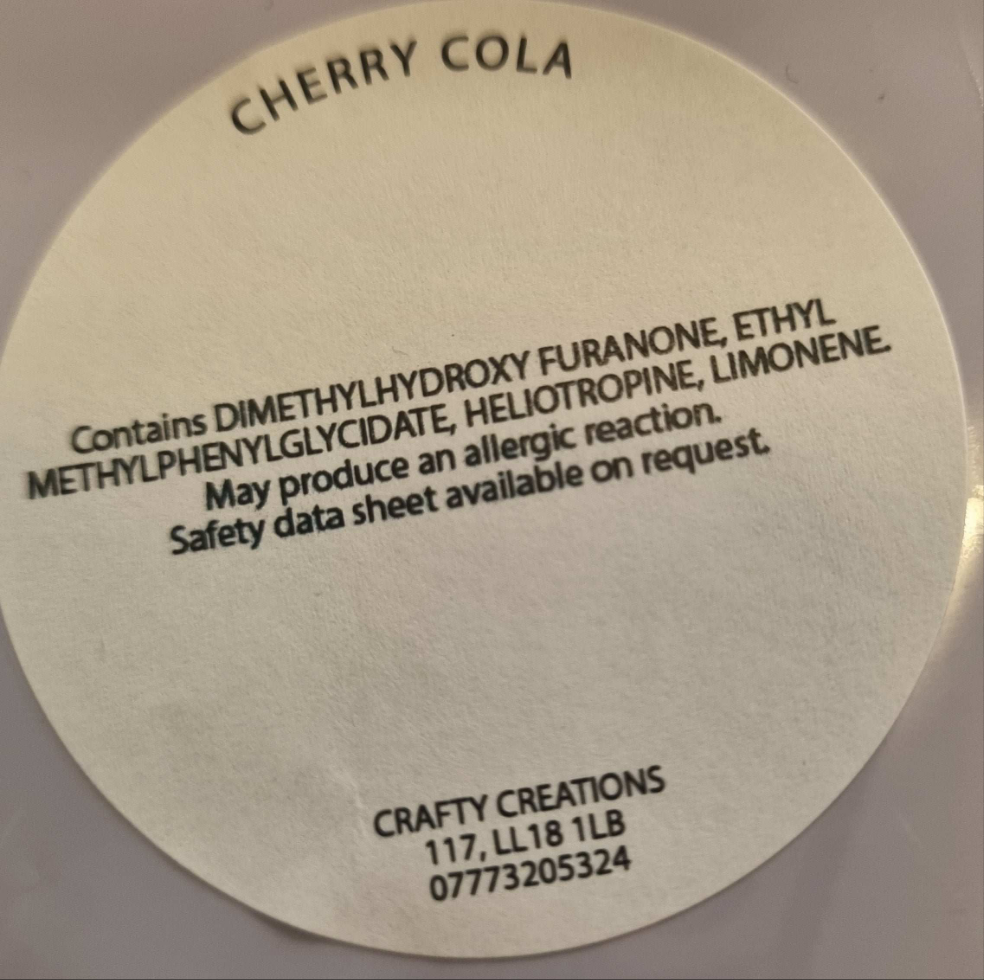 CHERRY COLA
Contains DIMETHYLHYDROXY FURANONE, ETHYL
METHYLPHENYLGLYCIDATE, HELIOTROPINE, LIMONENE.
May produce an allergic reaction.
Safety data sheet available on request.
CRAFTY CREATIONS
117, LL18 1LB
07773205324